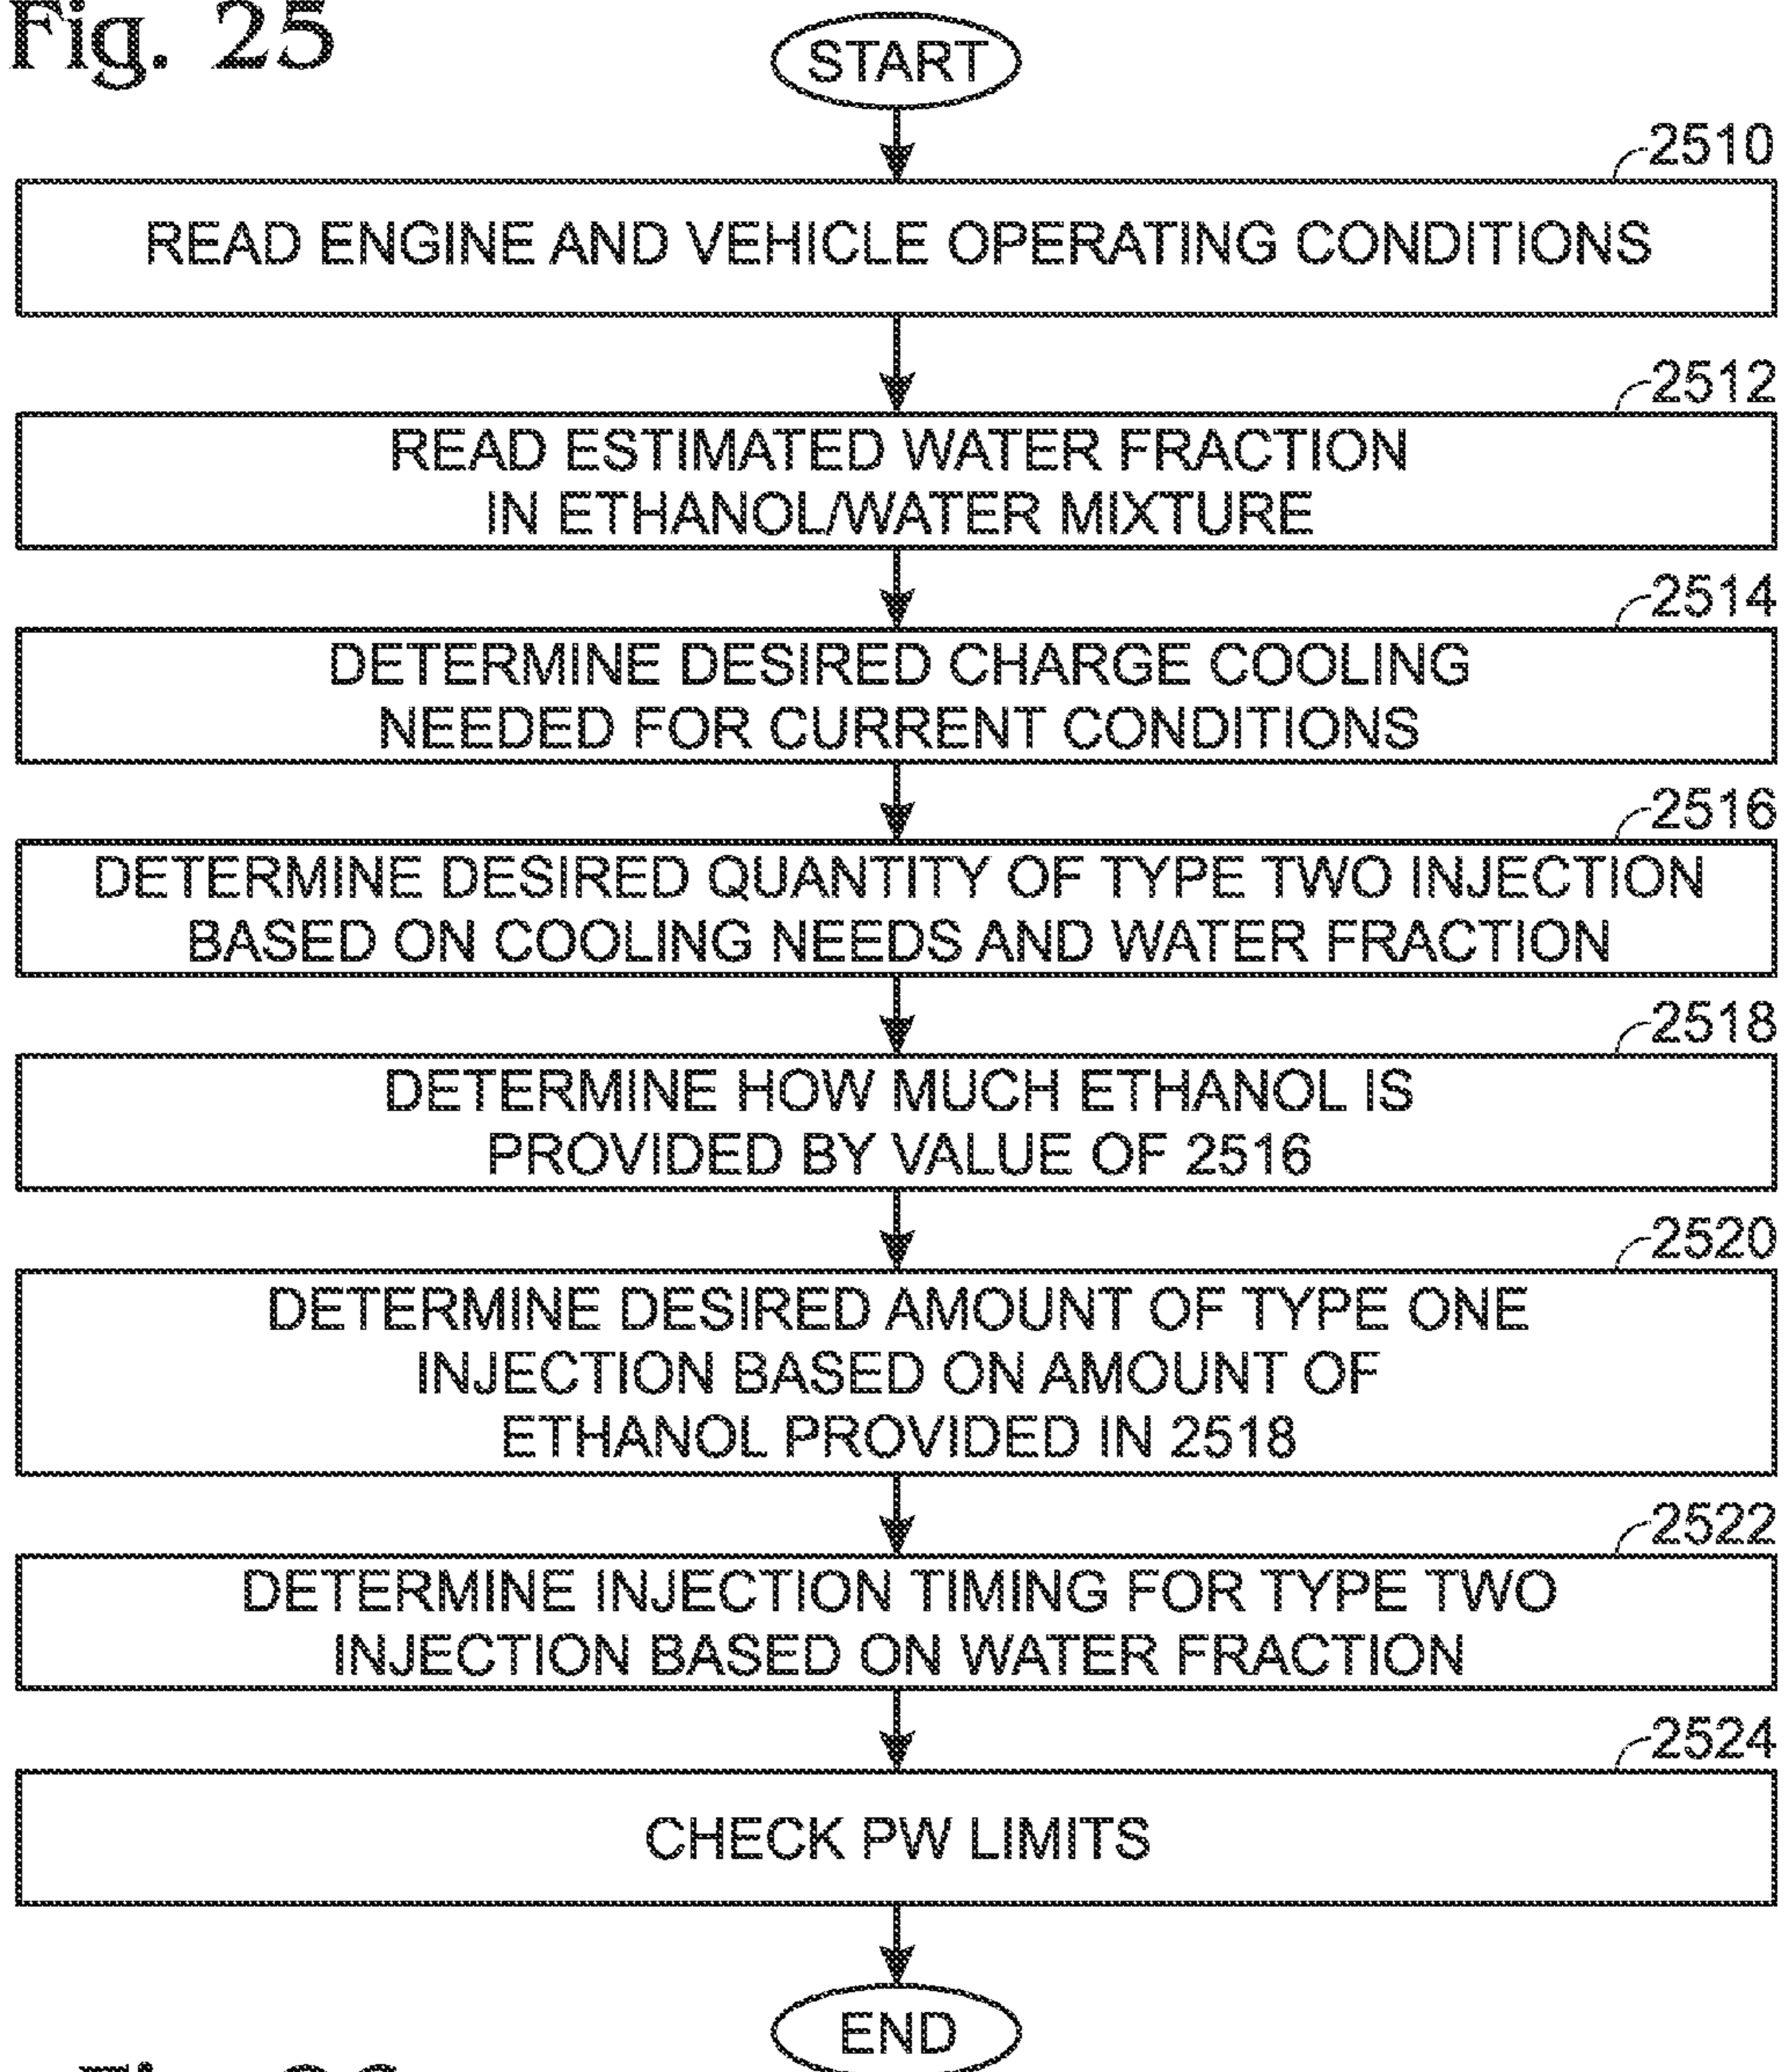 Fig. 25
START
2510
READ ENGINE AND VEHICLE OPERATING CONDITIONS
2512
READ ESTIMATED WATER FRACTION
IN ETHANOL/WATER MIXTURE
2514
DETERMINE DESIRED CHARGE COOLING
NEEDED FOR CURRENT CONDITIONS
2516
DETERMINE DESIRED QUANTITY OF TYPE TWO INJECTION
BASED ON COOLING NEEDS AND WATER FRACTION
2518
DETERMINE HOW MUCH ETHANOL IS
PROVIDED BY VALUE OF 2516
2520
DETERMINE DESIRED AMOUNT OF TYPE ONE
INJECTION BASED ON AMOUNT OF
ETHANOL PROVIDED IN 2518
2522
DETERMINE INJECTION TIMING FOR TYPE TWO
INJECTION BASED ON WATER FRACTION
2524
CHECK PW LIMITS
END